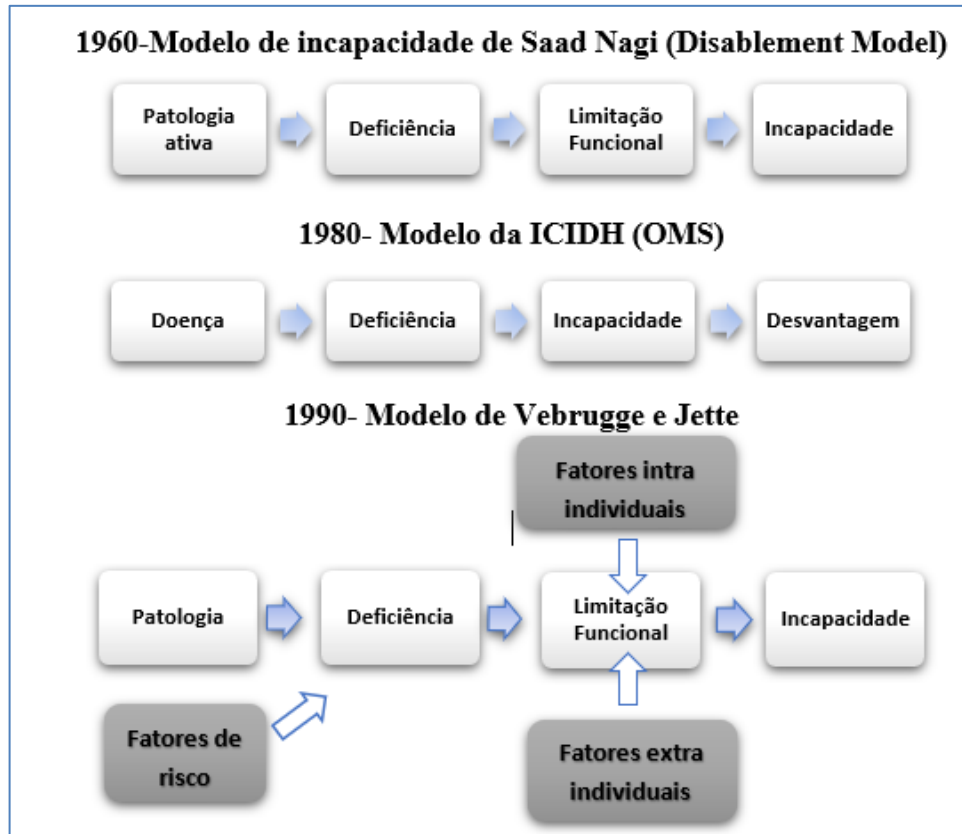 1960-Modelo de incapacidade de Saad Nagi (Disablement Model)
Patologia
ativa
Deficiência
Limitação
Funcional
Incapacidade
1980- Modelo da ICIDH (OMS)
Doença
Deficiência
Incapacidade
Desvantagem
1990- Modelo de Vebrugge e Jette
Fatores intra
individuais
Patologia
Deficiência
Limitação
Funcional
Incapacidade
Fatores de
risco
Fatores extra
individuais